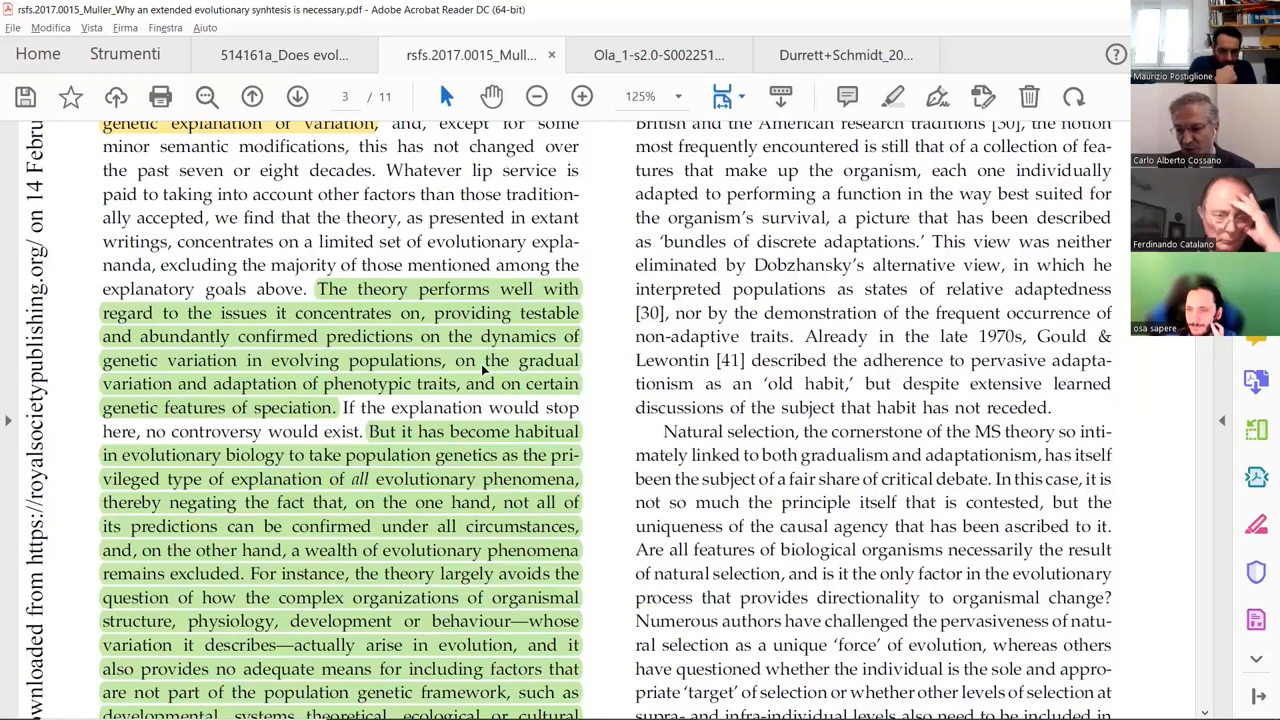 rsfs.2017.0015_Muller_Why an extended evolutionary synhtesis is necessary.pdf - Adobe Acrobat Reader DC (64-bit)
File Modifica Vista Firma Finestra Aiuto
Home Strumenti 514161a_Does evol... rsfs.2017.0015_Mull... × Ola_1-s2.0-S002251... Durrett+Schmidt_20...
3 / 11 125%
ownloaded from https://royalsocietypublishing.org/ on 14 Februa
genetic explanation of variation, and, except for some
minor semantic modifications, this has not changed over
the past seven or eight decades. Whatever lip service is
paid to taking into account other factors than those tradition-
ally accepted, we find that the theory, as presented in extant
writings, concentrates on a limited set of evolutionary expla-
nanda, excluding the majority of those mentioned among the
explanatory goals above. The theory performs well with
regard to the issues it concentrates on, providing testable
and abundantly confirmed predictions on the dynamics of
genetic variation in evolving populations, on the gradual
variation and adaptation of phenotypic traits, and on certain
genetic features of speciation. If the explanation would stop
here, no controversy would exist. But it has become habitual
in evolutionary biology to take population genetics as the pri-
vileged type of explanation of all evolutionary phenomena,
thereby negating the fact that, on the one hand, not all of
its predictions can be confirmed under all circumstances,
and, on the other hand, a wealth of evolutionary phenomena
remains excluded. For instance, the theory largely avoids the
question of how the complex organizations of organismal
structure, physiology, development or behaviour—whose
variation it describes—actually arise in evolution, and it
also provides no adequate means for including factors that
are not part of the population genetic framework, such as
developmental, systems theoretical, ecological or cultural
British and the American research traditions [30], the notion
most frequently encountered is still that of a collection of fea-
tures that make up the organism, each one individually
adapted to performing a function in the way best suited for
the organism's survival, a picture that has been described
as 'bundles of discrete adaptations.' This view was neither
eliminated by Dobzhansky's alternative view, in which he
interpreted populations as states of relative adaptedness
[30], nor by the demonstration of the frequent occurrence of
non-adaptive traits. Already in the late 1970s, Gould &
Lewontin [41] described the adherence to pervasive adapta-
tionism as an 'old habit,' but despite extensive learned
discussions of the subject that habit has not receded.
Natural selection, the cornerstone of the MS theory so inti-
mately linked to both gradualism and adaptationism, has itself
been the subject of a fair share of critical debate. In this case, it is
not so much the principle itself that is contested, but the
uniqueness of the causal agency that has been ascribed to it.
Are all features of biological organisms necessarily the result
of natural selection, and is it the only factor in the evolutionary
process that provides directionality to organismal change?
Numerous authors have challenged the pervasiveness of natu-
ral selection as a unique 'force' of evolution, whereas others
have questioned whether the individual is the sole and appro-
priate 'target' of selection or whether other levels of selection at
supra- and infra-individual levels also need to be included in
Maurizio Postiglione
Carlo Alberto Cossano
Ferdinando Catalano
osa sapere